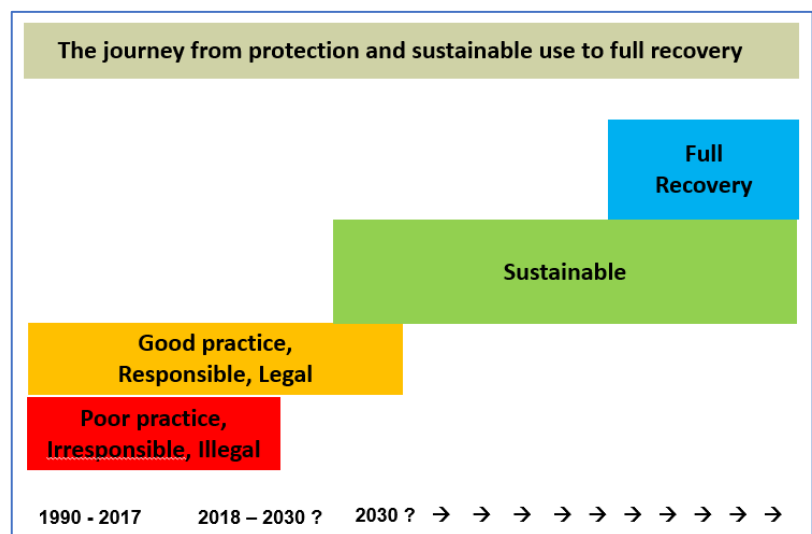 The journey from protection and sustainable use to full recovery
Full
Recovery
Sustainable
Good practice,
Responsible, Legal
Poor practice,
Irresponsible, Illegal
1990 - 2017 2018 – 2030 ? 2030 ? → → → → → → → → → →